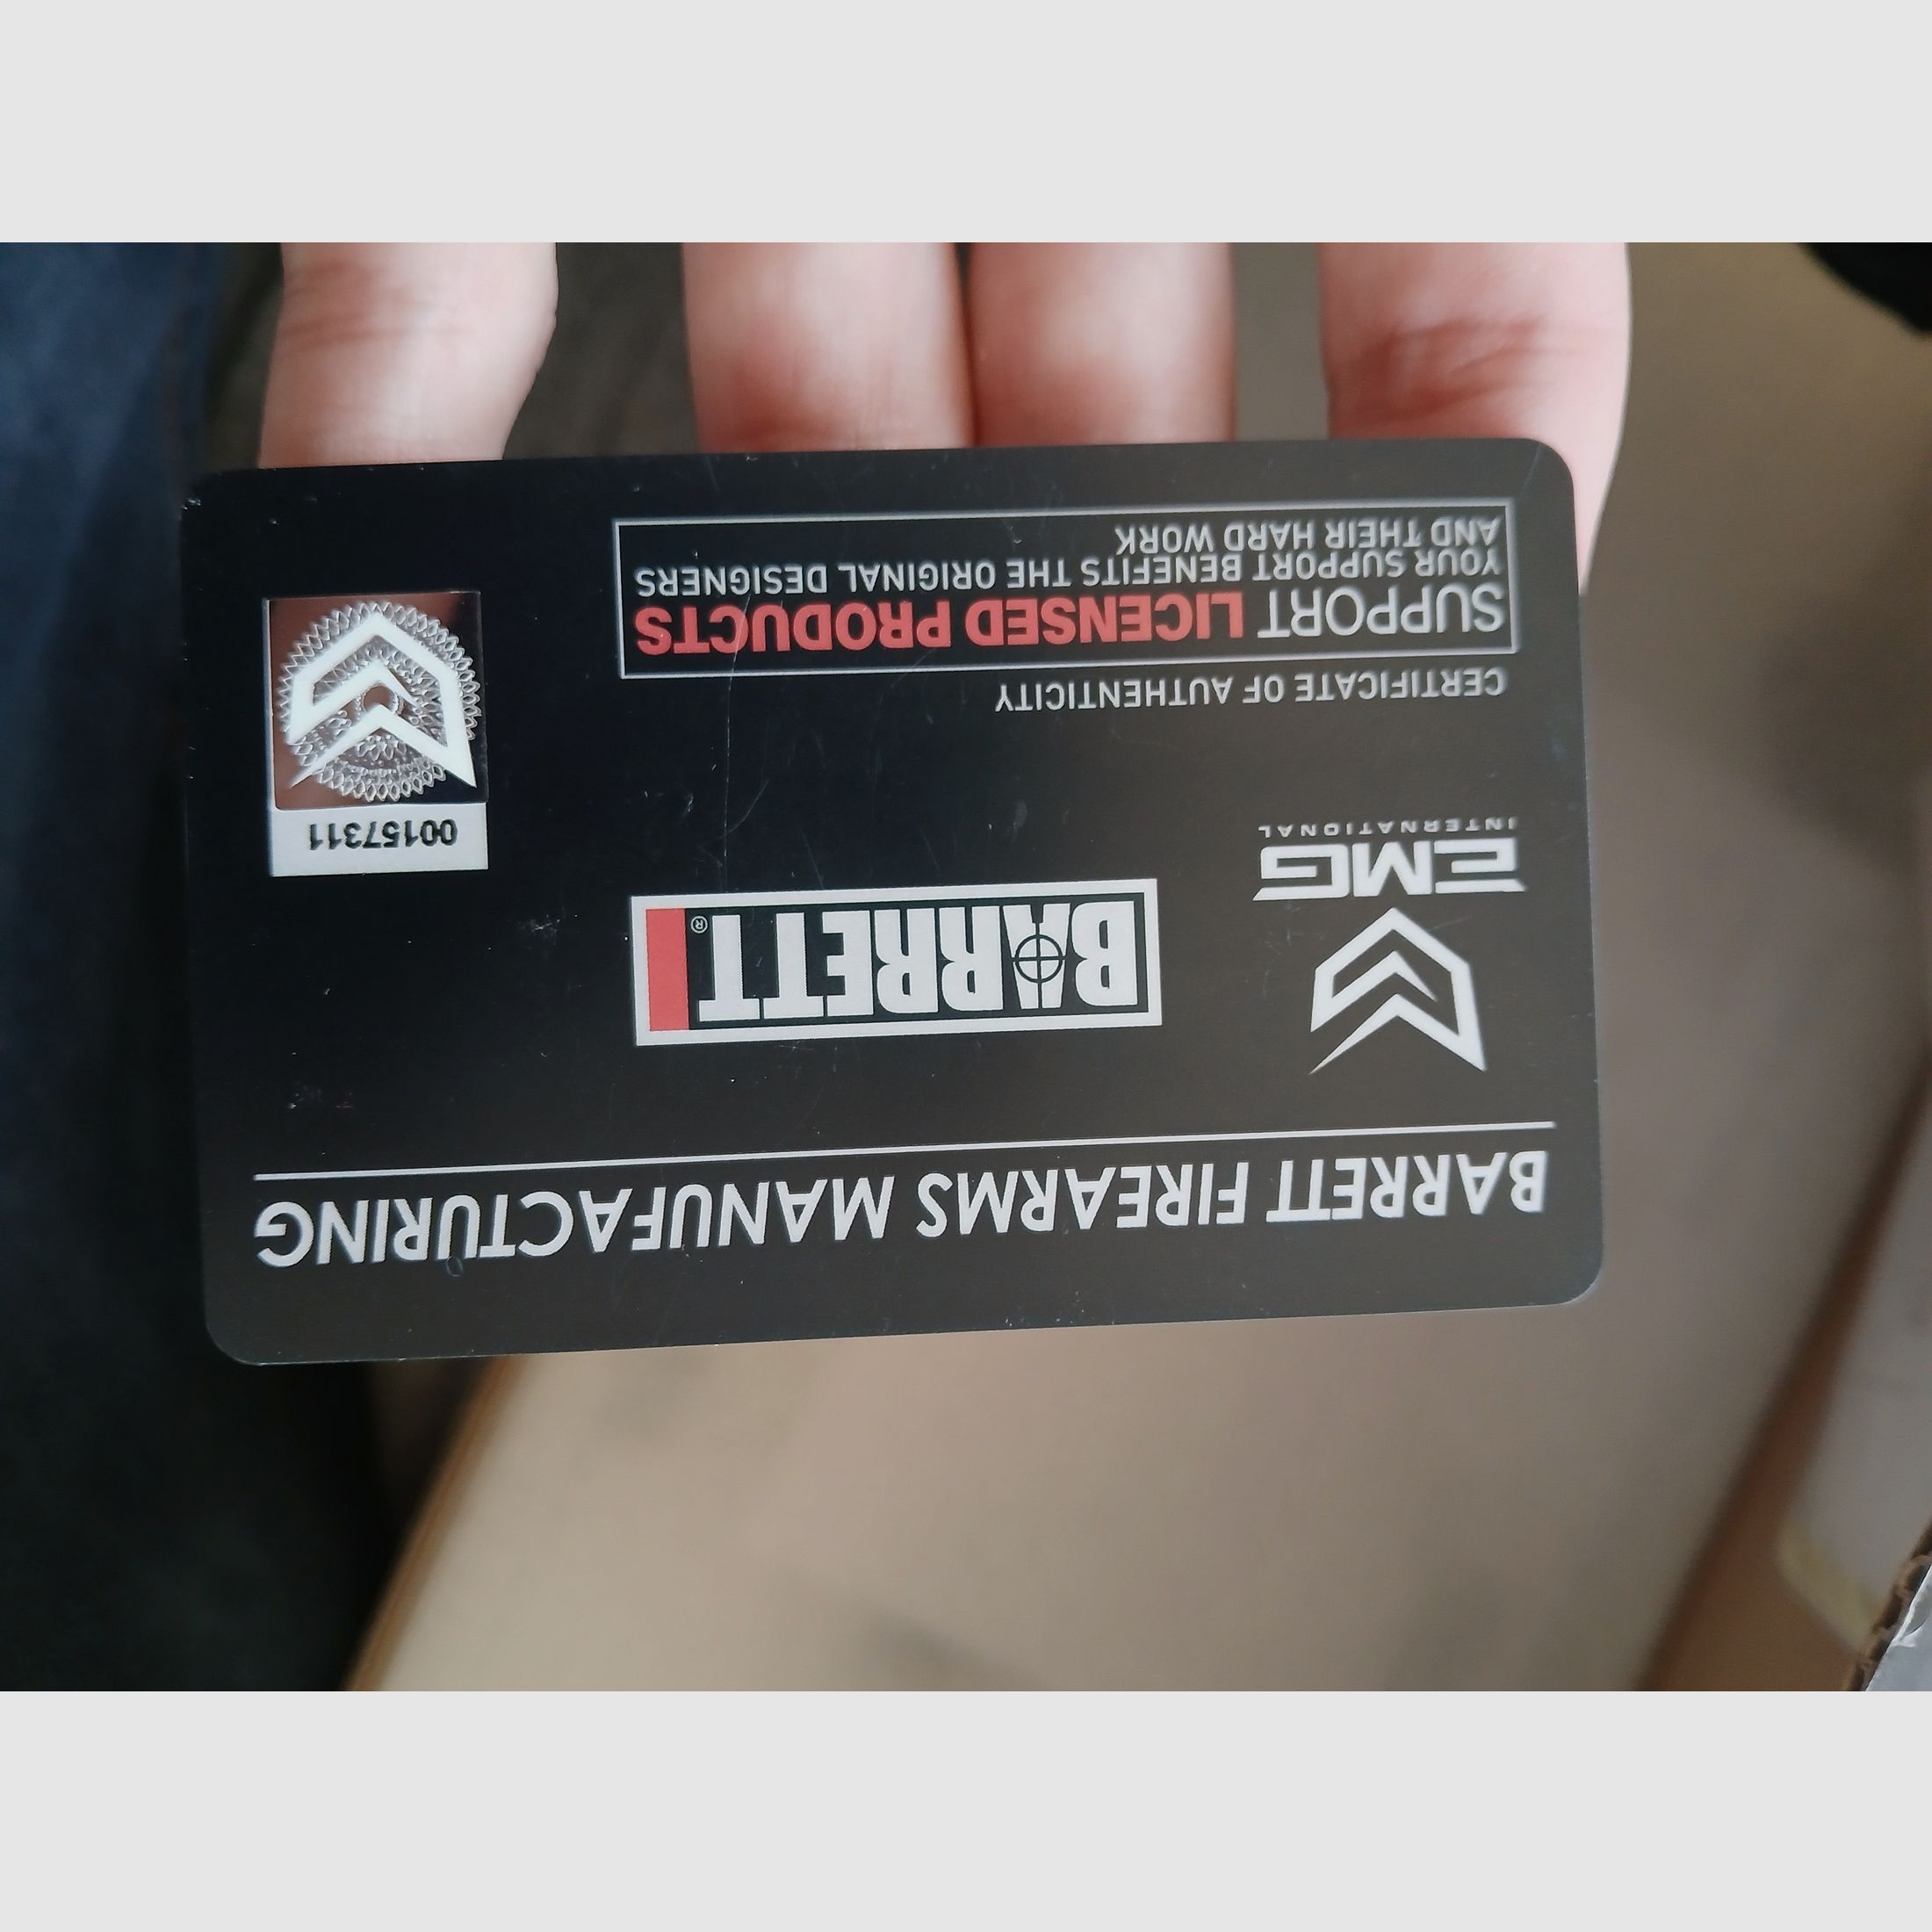 BARRETT FIREARMS MANUFACTURING
EMG
INTERNATIONAL
BARRETT®
00157311
CERTIFICATE OF AUTHENTICITY
SUPPORT LICENSED PRODUCTS
YOUR SUPPORT BENEFITS THE ORIGINAL DESIGNERS
AND THEIR HARD WORK